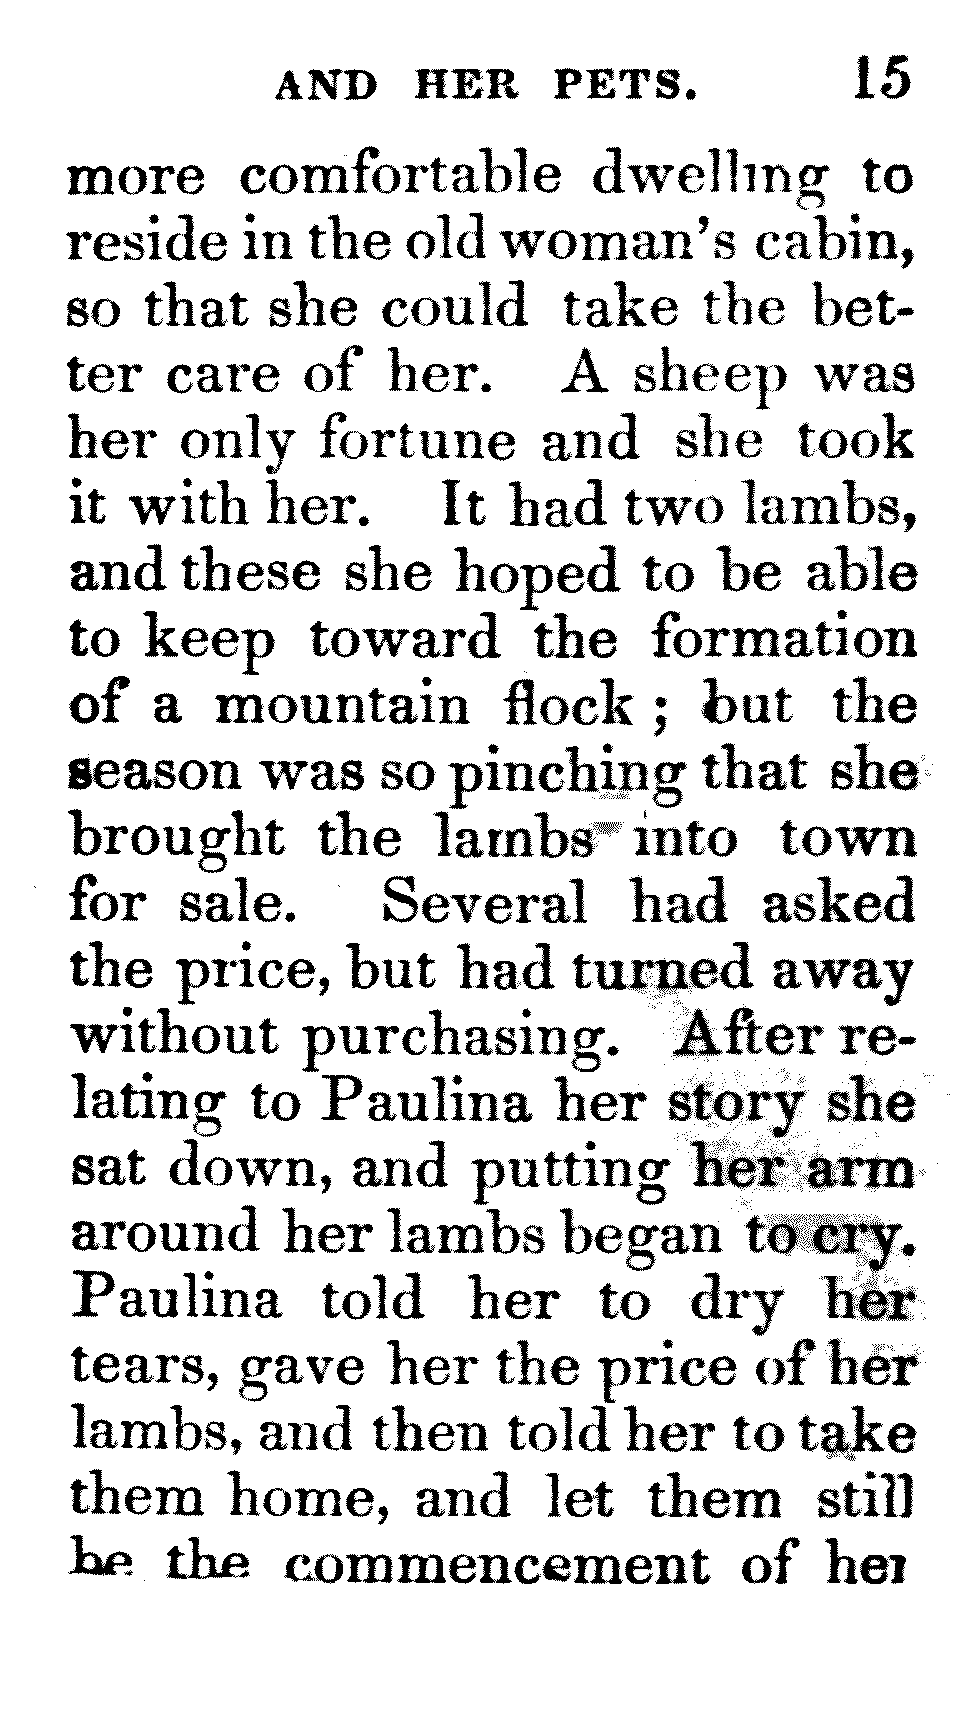 AND HER PETS. 15
more comfortable dwelling to
reside in the old woman's cabin,
so that she could take the bet-
ter care of her. A sheep was
her only fortune and she took
it with her. It had two lambs,
and these she hoped to be able
to keep toward the formation
of a mountain flock ; but the
season was so pinching that she
brought the lambs into town
for sale. Several had asked
the price, but had turned away
without purchasing. After re-
lating to Paulina her story she
sat down, and putting her arm
around her lambs began to cry.
Paulina told her to dry her
tears, gave her the price of her
lambs, and then told her to take
them home, and let them still
be the commencement of her